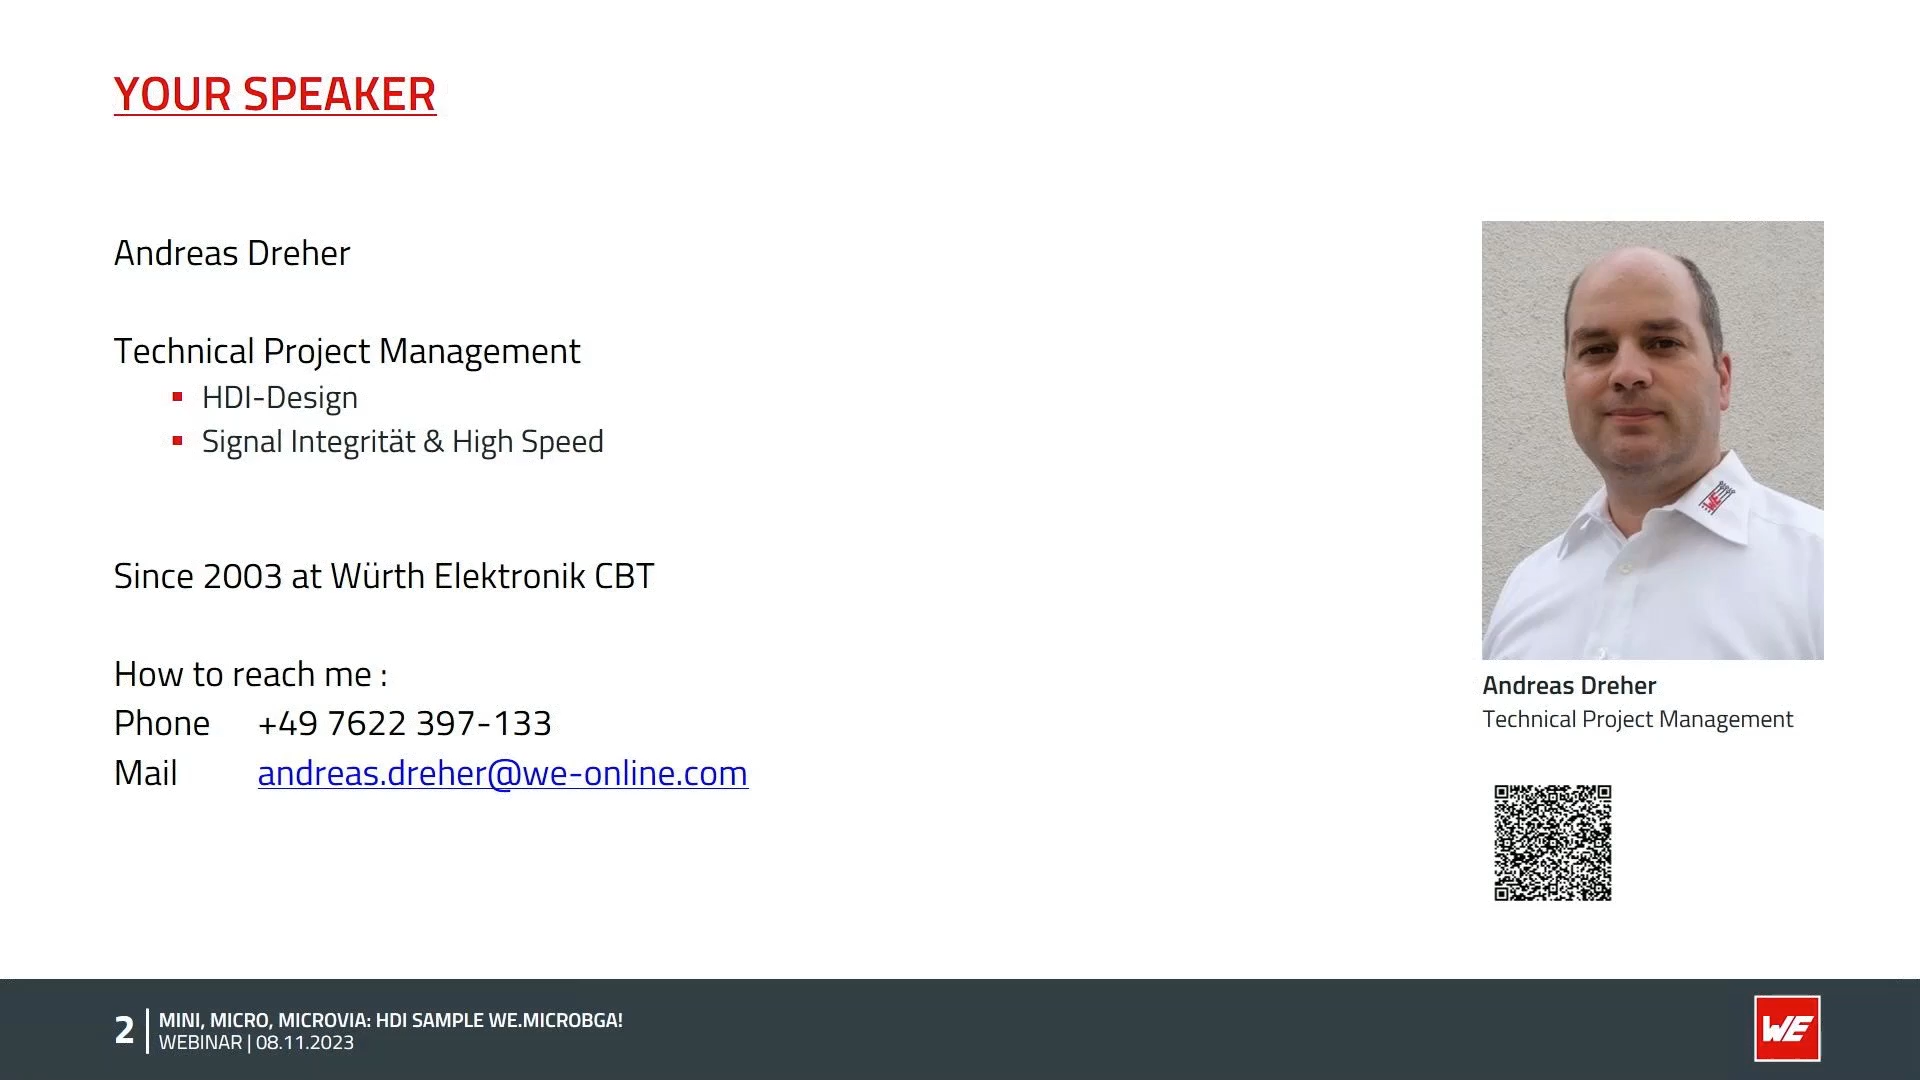 YOUR SPEAKER
Andreas Dreher
Technical Project Management
HDI-Design
Signal Integrität & High Speed
Since 2003 at Würth Elektronik CBT
How to reach me :
Phone +49 7622 397-133
Mail andreas.dreher@we-online.com
WE
Andreas Dreher
Technical Project Management
2
MINI, MICRO, MICROVIA: HDI SAMPLE WE.MICROBGA!
WEBINAR | 08.11.2023
WE